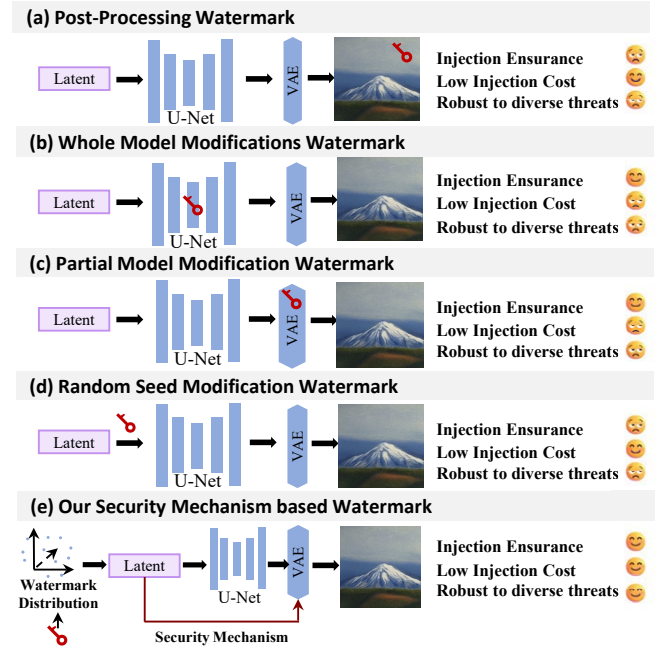 (a) Post-Processing Watermark
Latent
U-Net
VAE
Injection Ensurance
Low Injection Cost
Robust to diverse threats
(b) Whole Model Modifications Watermark
Latent
U-Net
VAE
Injection Ensurance
Low Injection Cost
Robust to diverse threats
(c) Partial Model Modification Watermark
Latent
U-Net
VAE
Injection Ensurance
Low Injection Cost
Robust to diverse threats
(d) Random Seed Modification Watermark
Latent
U-Net
VAE
Injection Ensurance
Low Injection Cost
Robust to diverse threats
(e) Our Security Mechanism based Watermark
Watermark
Distribution
Latent
U-Net
VAE
Security Mechanism
Injection Ensurance
Low Injection Cost
Robust to diverse threats